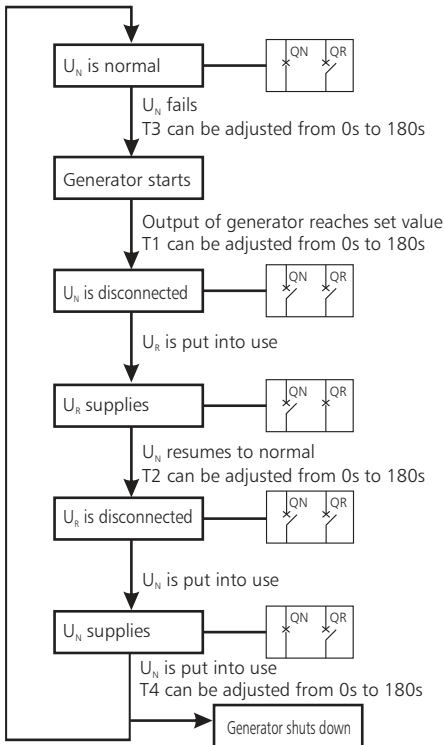 QN QR
U_N is normal
U_N fails
T3 can be adjusted from 0s to 180s
Generator starts
Output of generator reaches set value
T1 can be adjusted from 0s to 180s
QN QR
U_N is disconnected
U_R is put into use
QN QR
U_R supplies
U_N resumes to normal
T2 can be adjusted from 0s to 180s
QN QR
U_R is disconnected
U_N is put into use
QN QR
U_N supplies
U_N is put into use
T4 can be adjusted from 0s to 180s
Generator shuts down